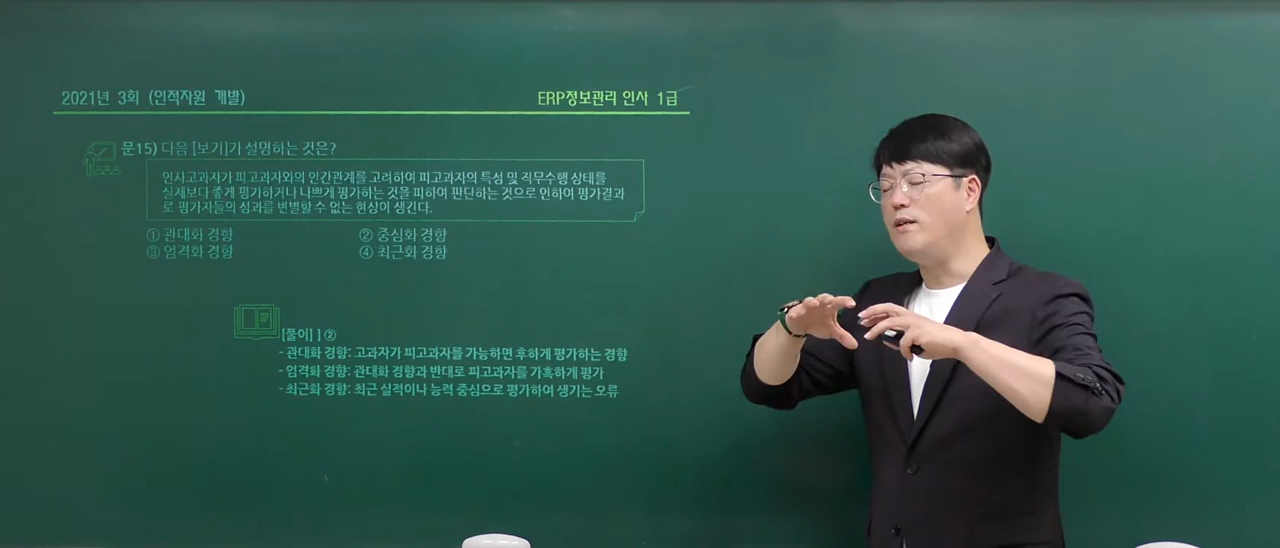 2021년 3회 (인적자원 개발)
ERP정보관리 인사 1급
문15) 다음 [보기]가 설명하는 것은?
인사고과자가 피고과자와의 인간관계를 고려하여 피고과자의 특성 및 직무수행 상태를
실제보다 좋게 평가하거나 나쁘게 평가하는 것을 피하여 판단하는 것으로 인하여 평가결과
로 평가자들의 성과를 변별할 수 없는 현상이 생긴다.
① 관대화 경향 ② 중심화 경향
③ 엄격화 경향 ④ 최근화 경향
[풀이] ] ②
- 관대화 경향: 고과자가 피고과자를 가능하면 후하게 평가하는 경향
- 엄격화 경향: 관대화 경향과 반대로 피고과자를 가혹하게 평가
- 최근화 경향: 최근 실적이나 능력 중심으로 평가하여 생기는 오류